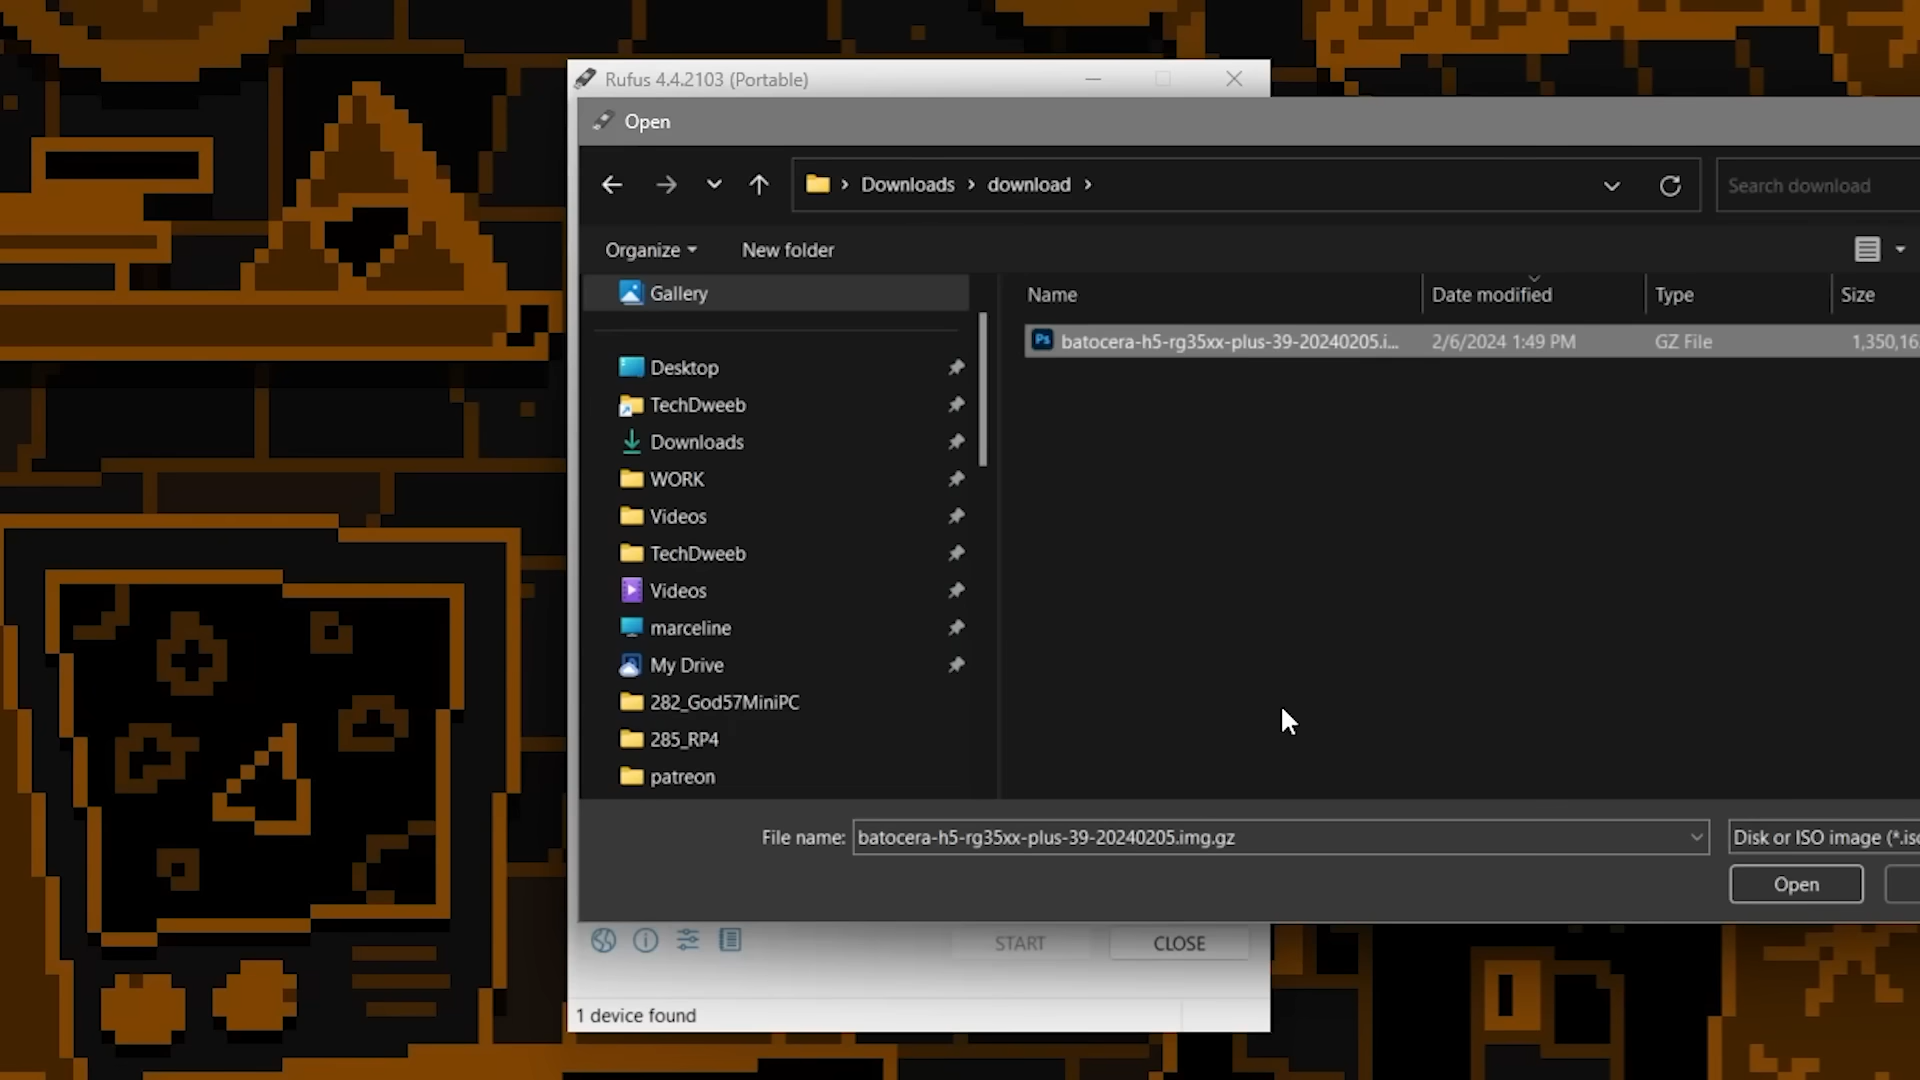 Rufus 4.4.2103 (Portable)
Open
Downloads
download
Search download
Organize
New folder
Gallery
Name
Date modified
Type
Size
Ps
batocera-h5-rg35xx-plus-39-20240205.i...
2/6/2024 1:49 PM
GZ File
1,350,16
Desktop
TechDweeb
Downloads
WORK
Videos
TechDweeb
Videos
marceline
My Drive
282_God57MiniPC
285_RP4
patreon
File name:
batocera-h5-rg35xx-plus-39-20240205.img.gz
Disk or ISO image (*.iso
Open
START
CLOSE
1 device found